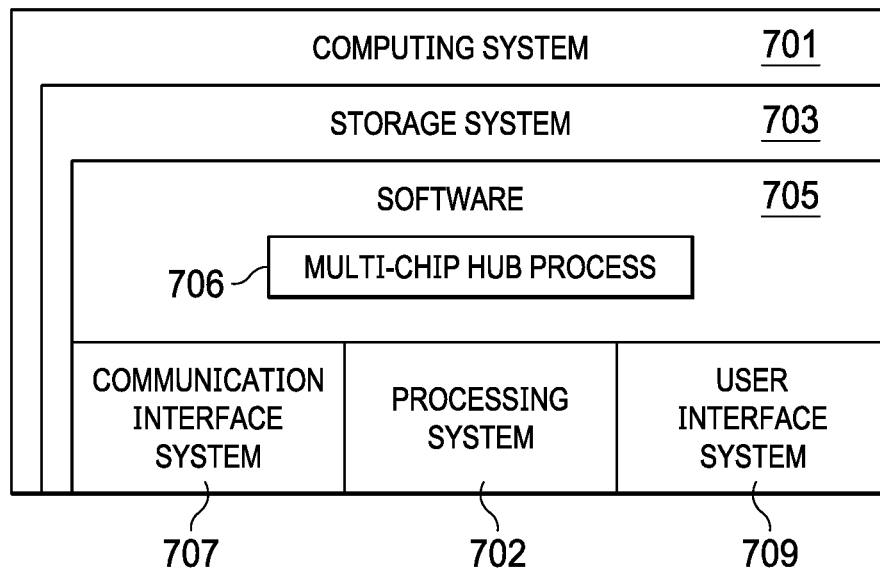 COMPUTING SYSTEM 701
STORAGE SYSTEM 703
SOFTWARE 705
706 MULTI-CHIP HUB PROCESS
COMMUNICATION
INTERFACE
SYSTEM
PROCESSING
SYSTEM
USER
INTERFACE
SYSTEM
707 702 709